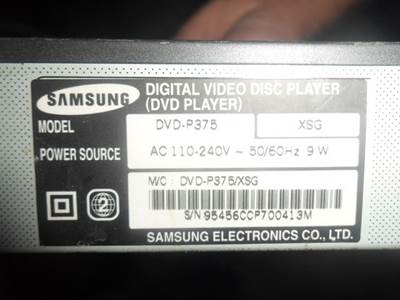 SAMSUNG
DIGITAL VIDEO DISC PLAYER
(DVD PLAYER)
MODEL DVD-P375 XSG
POWER SOURCE AC 110-240V ~ 50/60Hz 9 W
M/C : DVD-P375/XSG
2
S/N 95456CCP700413M
SAMSUNG ELECTRONICS CO., LTD.